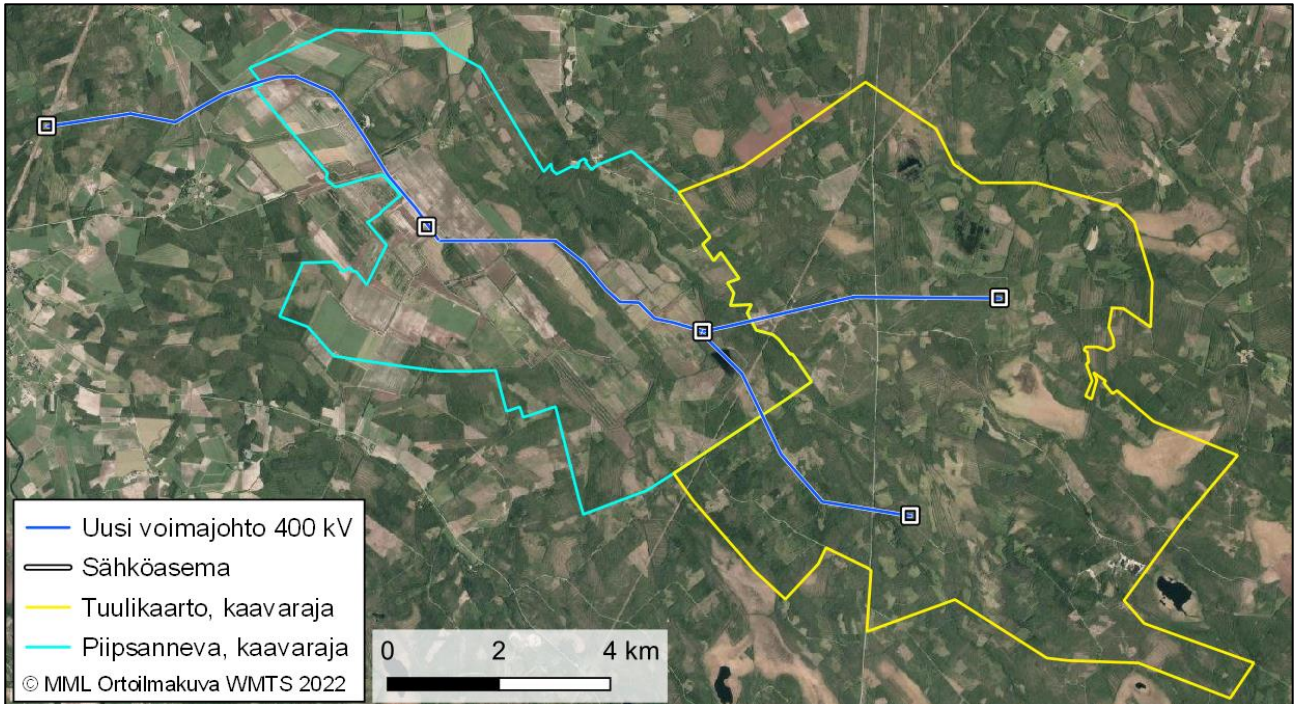 Uusi voimajohto 400 kV
Sähköasema
Tuulikaarto, kaavaraja
Piipsanneva, kaavaraja
© MML Ortoilmakuva WMTS 2022
0 2 4 km